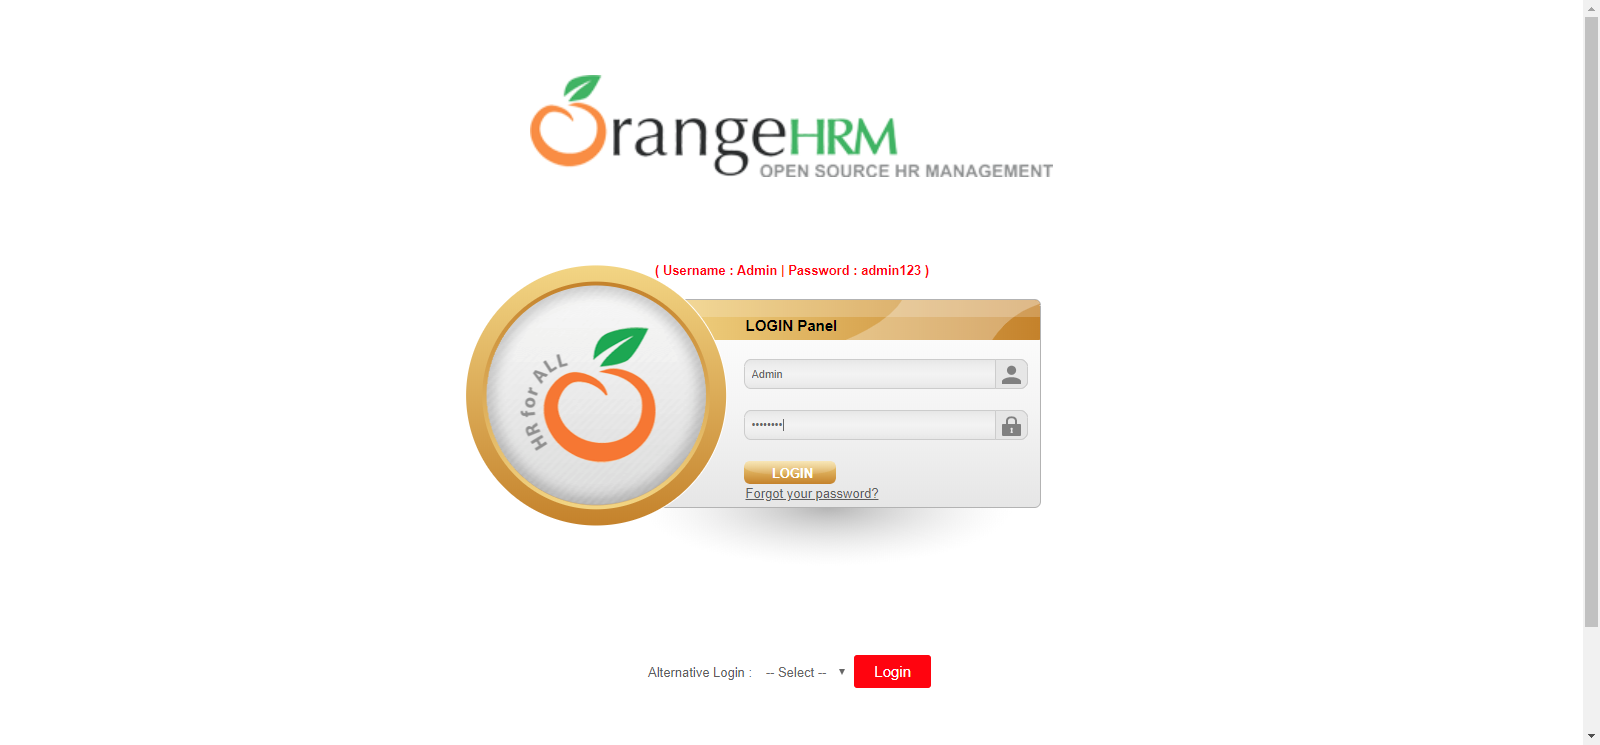 OrangeHRM
OPEN SOURCE HR MANAGEMENT
( Username : Admin | Password : admin123 )
LOGIN Panel
HR for ALL
Admin
••••••••
LOGIN
Forgot your password?
Alternative Login : -- Select -- Login